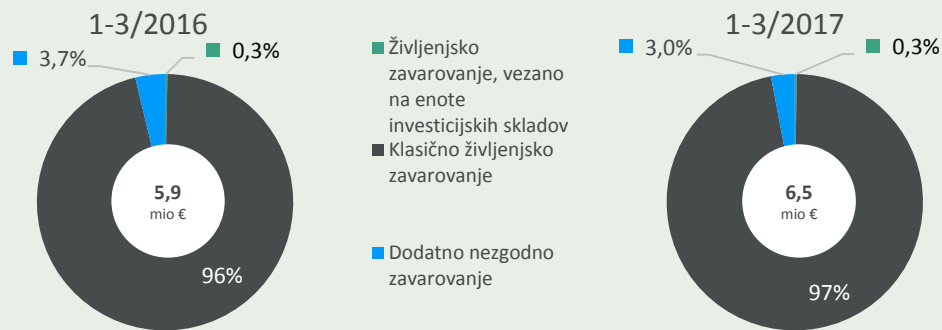 1-3/2016
3,7%
0,3%
5,9
mio €
96%
Življenjsko
zavarovanje, vezano
na enote
investicijskih skladov
Klasično življenjsko
zavarovanje
Dodatno nezgodno
zavarovanje
1-3/2017
3,0%
0,3%
6,5
mio €
97%